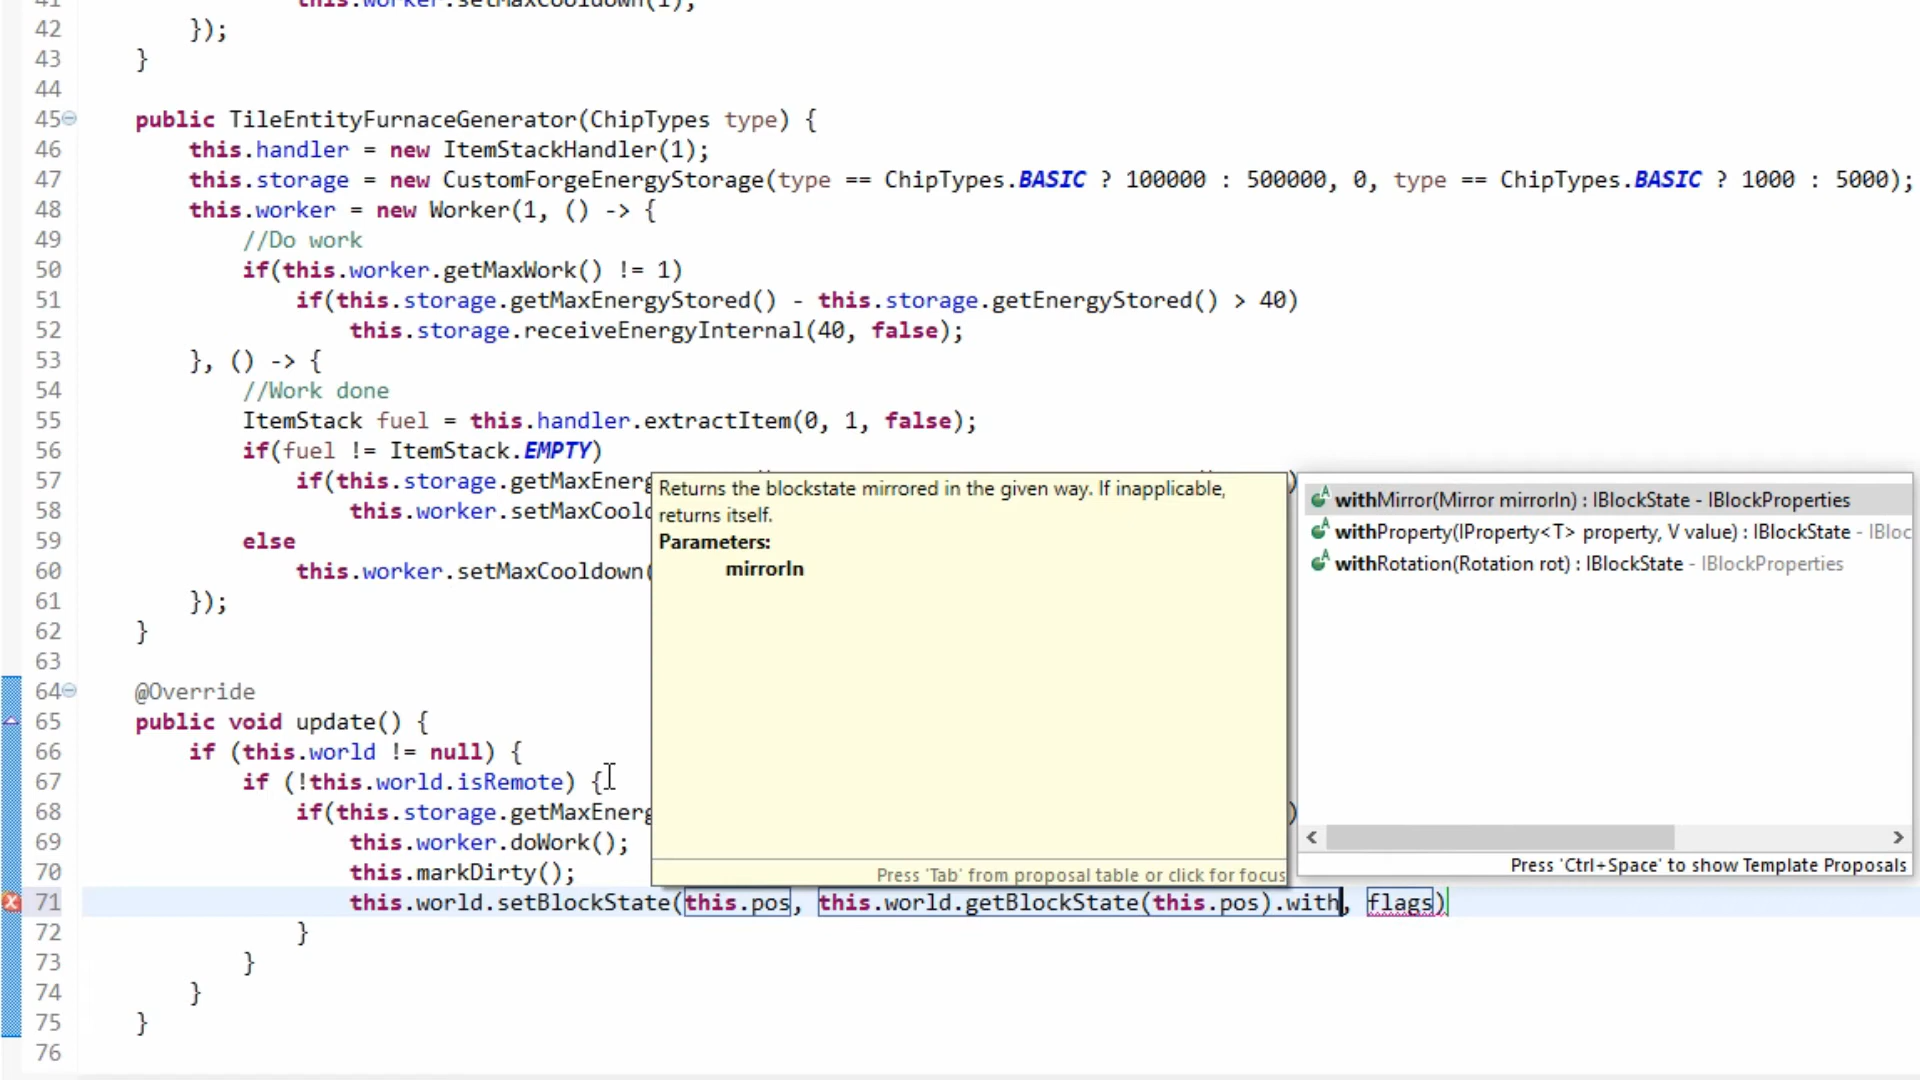 41 this.worker.setMaxCooldown(1);
42 });
43 }
44
45 public TileEntityFurnaceGenerator(ChipTypes type) {
46 this.handler = new ItemStackHandler(1);
47 this.storage = new CustomForgeEnergyStorage(type == ChipTypes.BASIC ? 100000 : 500000, 0, type == ChipTypes.BASIC ? 1000 : 5000);
48 this.worker = new Worker(1, () -> {
49 //Do work
50 if(this.worker.getMaxWork() != 1)
51 if(this.storage.getMaxEnergyStored() - this.storage.getEnergyStored() > 40)
52 this.storage.receiveEnergyInternal(40, false);
53 }, () -> {
54 //Work done
55 ItemStack fuel = this.handler.extractItem(0, 1, false);
56 if(fuel != ItemStack.EMPTY)
57 if(this.storage.getMaxEnerg )
58 this.worker.setMaxCoold
59 else
60 this.worker.setMaxCooldown(
61 });
62 }
63
64 @Override
65 public void update() {
66 if (this.world != null) {
67 if (!this.world.isRemote) {
68 if(this.storage.getMaxEnerg )
69 this.worker.doWork();
70 this.markDirty();
71 this.world.setBlockState(this.pos, this.world.getBlockState(this.pos).with, flags)
72 }
73 }
74 }
75 }
76
Returns the blockstate mirrored in the given way. If inapplicable,
returns itself.
Parameters:
mirrorIn
Press 'Tab' from proposal table or click for focus
withMirror(Mirror mirrorIn) : IBlockState - IBlockProperties
withProperty(IProperty<T> property, V value) : IBlockState - IBloc
withRotation(Rotation rot) : IBlockState - IBlockProperties
Press 'Ctrl+Space' to show Template Proposals